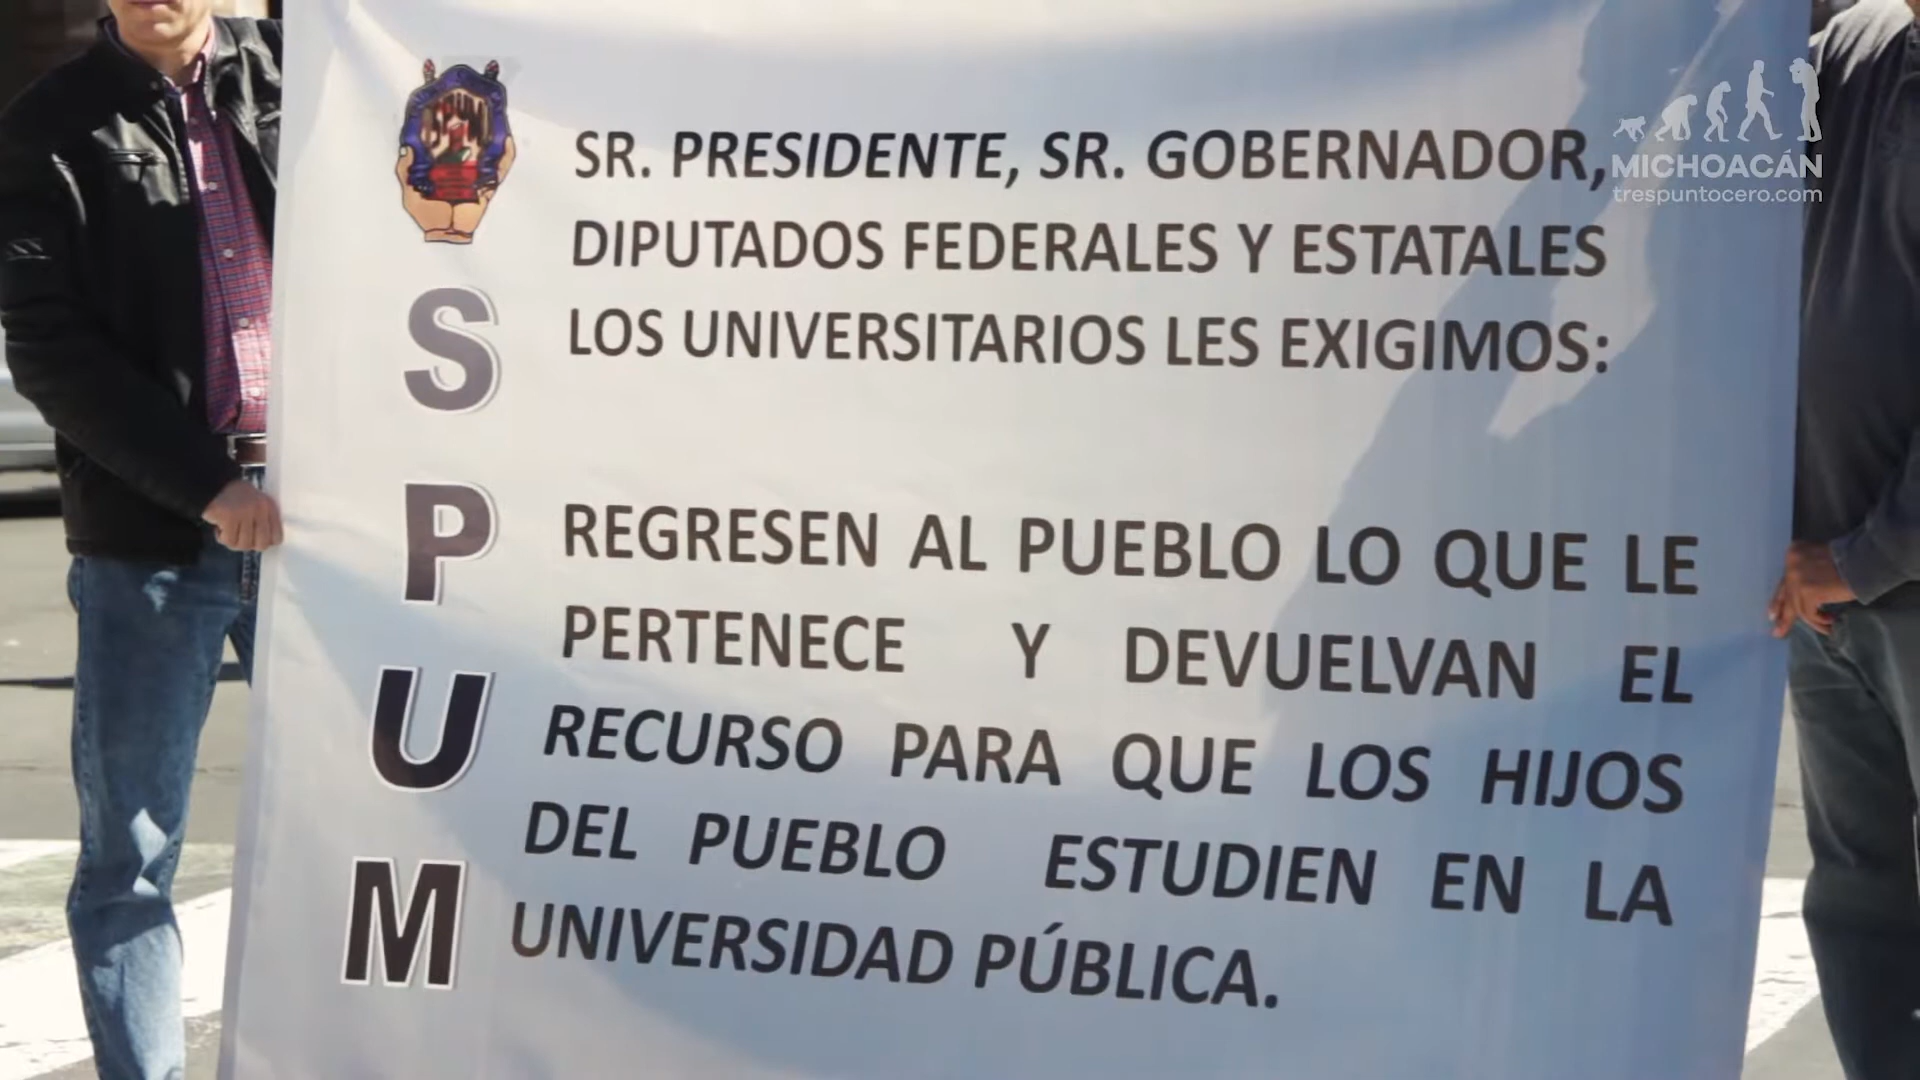 SR. PRESIDENTE, SR. GOBERNADOR,
DIPUTADOS FEDERALES Y ESTATALES
LOS UNIVERSITARIOS LES EXIGIMOS:
REGRESEN AL PUEBLO LO QUE LE
PERTENECE Y DEVUELVAN EL
RECURSO PARA QUE LOS HIJOS
DEL PUEBLO ESTUDIEN EN LA
UNIVERSIDAD PÚBLICA.
S
P
U
M
MICHOACÁN
trespuntocero.com